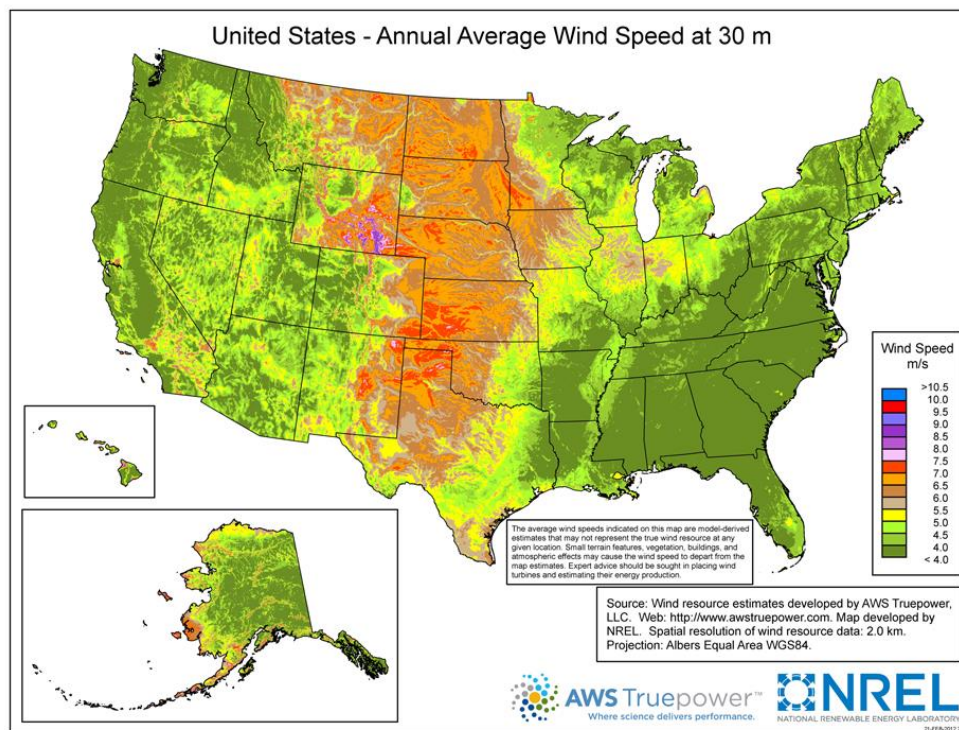 United States - Annual Average Wind Speed at 30 m
Wind Speed
m/s
>10.5
10.0
9.5
9.0
8.5
8.0
7.5
7.0
6.5
6.0
5.5
5.0
4.5
4.0
< 4.0
The average wind speeds indicated on this map are model-derived
estimates that may not represent the true wind resource at any
given location. Small terrain features, vegetation, buildings, and
atmospheric effects may cause the wind speed to depart from the
map estimates. Expert advice should be sought in placing wind
turbines and estimating their energy production.
Source: Wind resource estimates developed by AWS Truepower,
LLC. Web: http://www.awstruepower.com. Map developed by
NREL. Spatial resolution of wind resource data: 2.0 km.
Projection: Albers Equal Area WGS84.
AWS Truepower™
Where science delivers performance.
NREL
NATIONAL RENEWABLE ENERGY LABORATORY